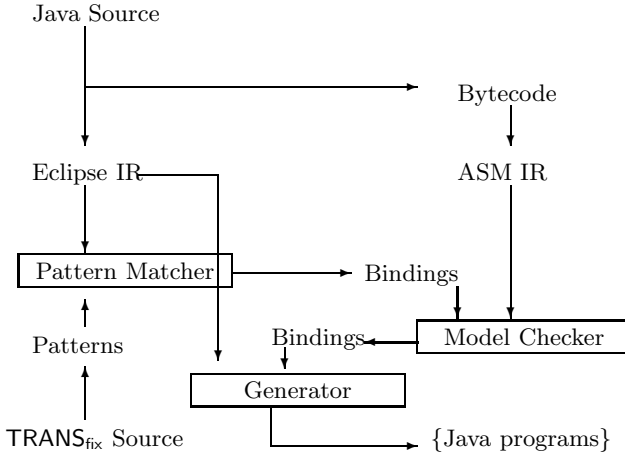 Java Source
Bytecode
Eclipse IR
ASM IR
Pattern Matcher
Bindings
Patterns
Bindings
Model Checker
Generator
TRANSfix Source
{Java programs}